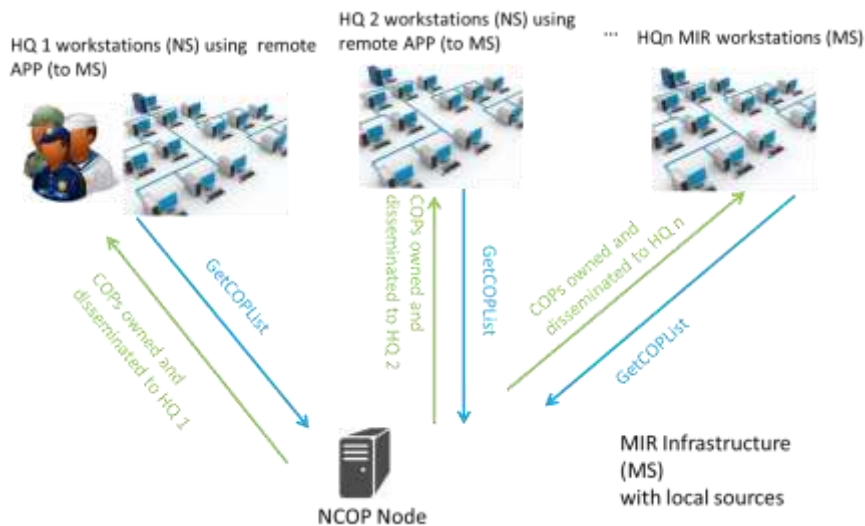 HQ 1 workstations (NS) using remote
APP (to MS)
HQ 2 workstations (NS) using
remote APP (to MS)
... HQn MIR workstations (MS)
COPs owned and
disseminated to HQ 1
GetCOPList
COPs owned and
disseminated to HQ 2
GetCOPList
COPs owned and
disseminated to HQ n
GetCOPList
NCOP Node
MIR Infrastructure
(MS)
with local sources